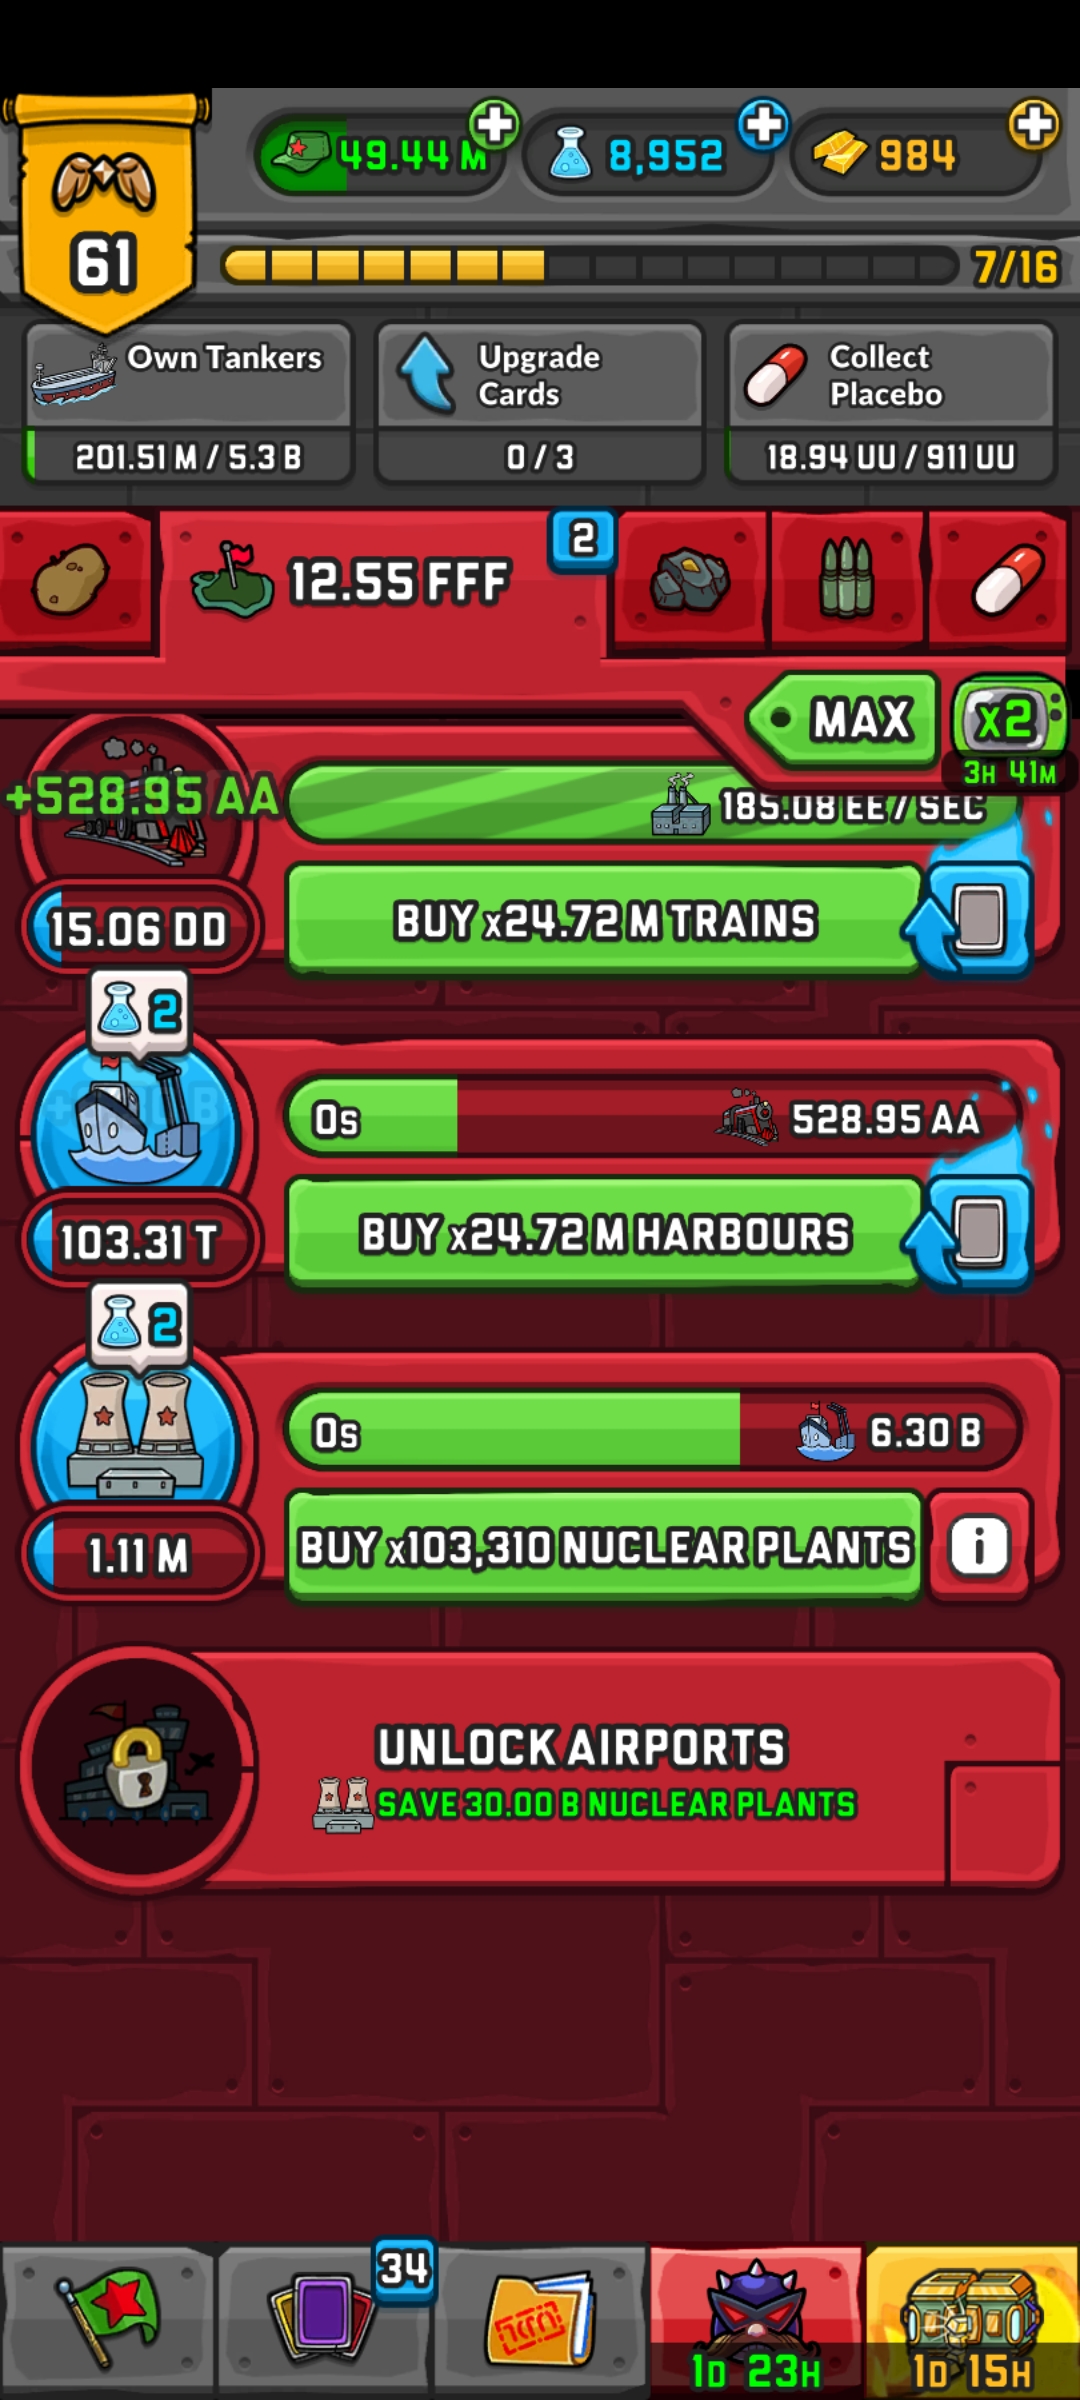 49.44 M
8,952
984
61
7/16
Own Tankers
201.51 M / 5.3 B
Upgrade
Cards
0 / 3
Collect
Placebo
18.94 UU / 911 UU
12.55 FFF
2
MAX
x2
3H 41M
+528.95 AA
185.08 EE / SEC
15.06 DD
BUY x24.72 M TRAINS
2
0s
528.95 AA
103.31 T
BUY x24.72 M HARBOURS
2
0s
6.30 B
1.11 M
BUY x103,310 NUCLEAR PLANTS
i
UNLOCK AIRPORTS
SAVE 30.00 B NUCLEAR PLANTS
34
1D 23H
1D 15H